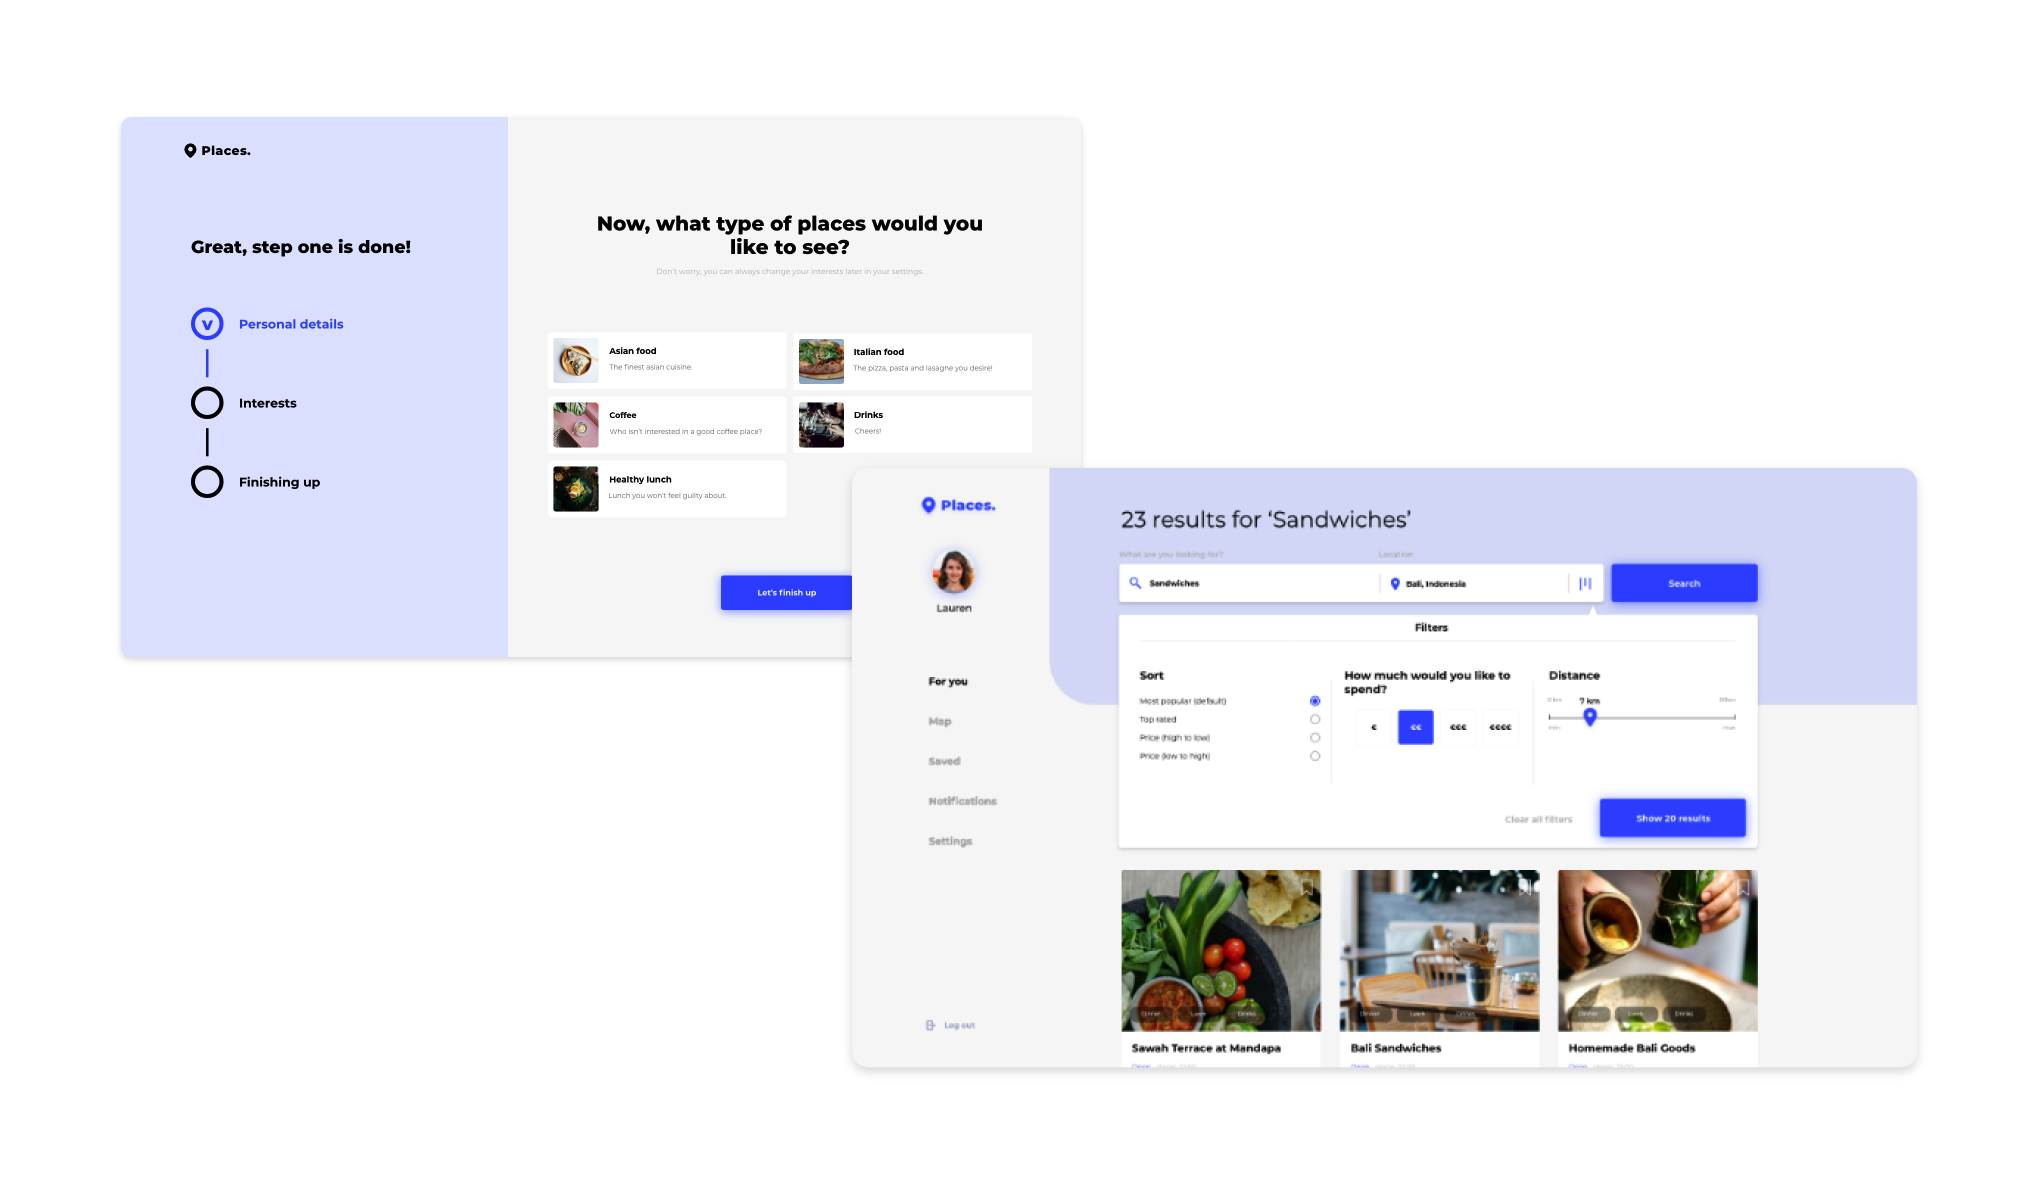 Places.
Great, step one is done!
V
Personal details
Interests
Finishing up
Now, what type of places would you
like to see?
Don't worry, you can always change your interests later in your settings.
Asian food
The finest asian cuisine.
Italian food
The pizza, pasta and lasagne you desire!
Coffee
Who isn't interested in a good coffee place?
Drinks
Cheers!
Healthy lunch
Lunch you won't feel guilty about.
Let's finish up
Places.
Lauren
For you
Map
Saved
Notifications
Settings
Log out
23 results for ‘Sandwiches’
What are you looking for?
Location
Sandwiches
Bali, Indonesia
Search
Filters
Sort
Most popular (default)
Top rated
Price (high to low)
Price (low to high)
How much would you like to
spend?
€
€€
€€€
€€€€
Distance
0 km
7 km
50km
min
max
Clear all filters
Show 20 results
Dinner
Lunch
Drinks
Dinner
Lunch
Drinks
Dinner
Lunch
Drinks
Sawah Terrace at Mandapa
Bali Sandwiches
Homemade Bali Goods
Open
Open
Open